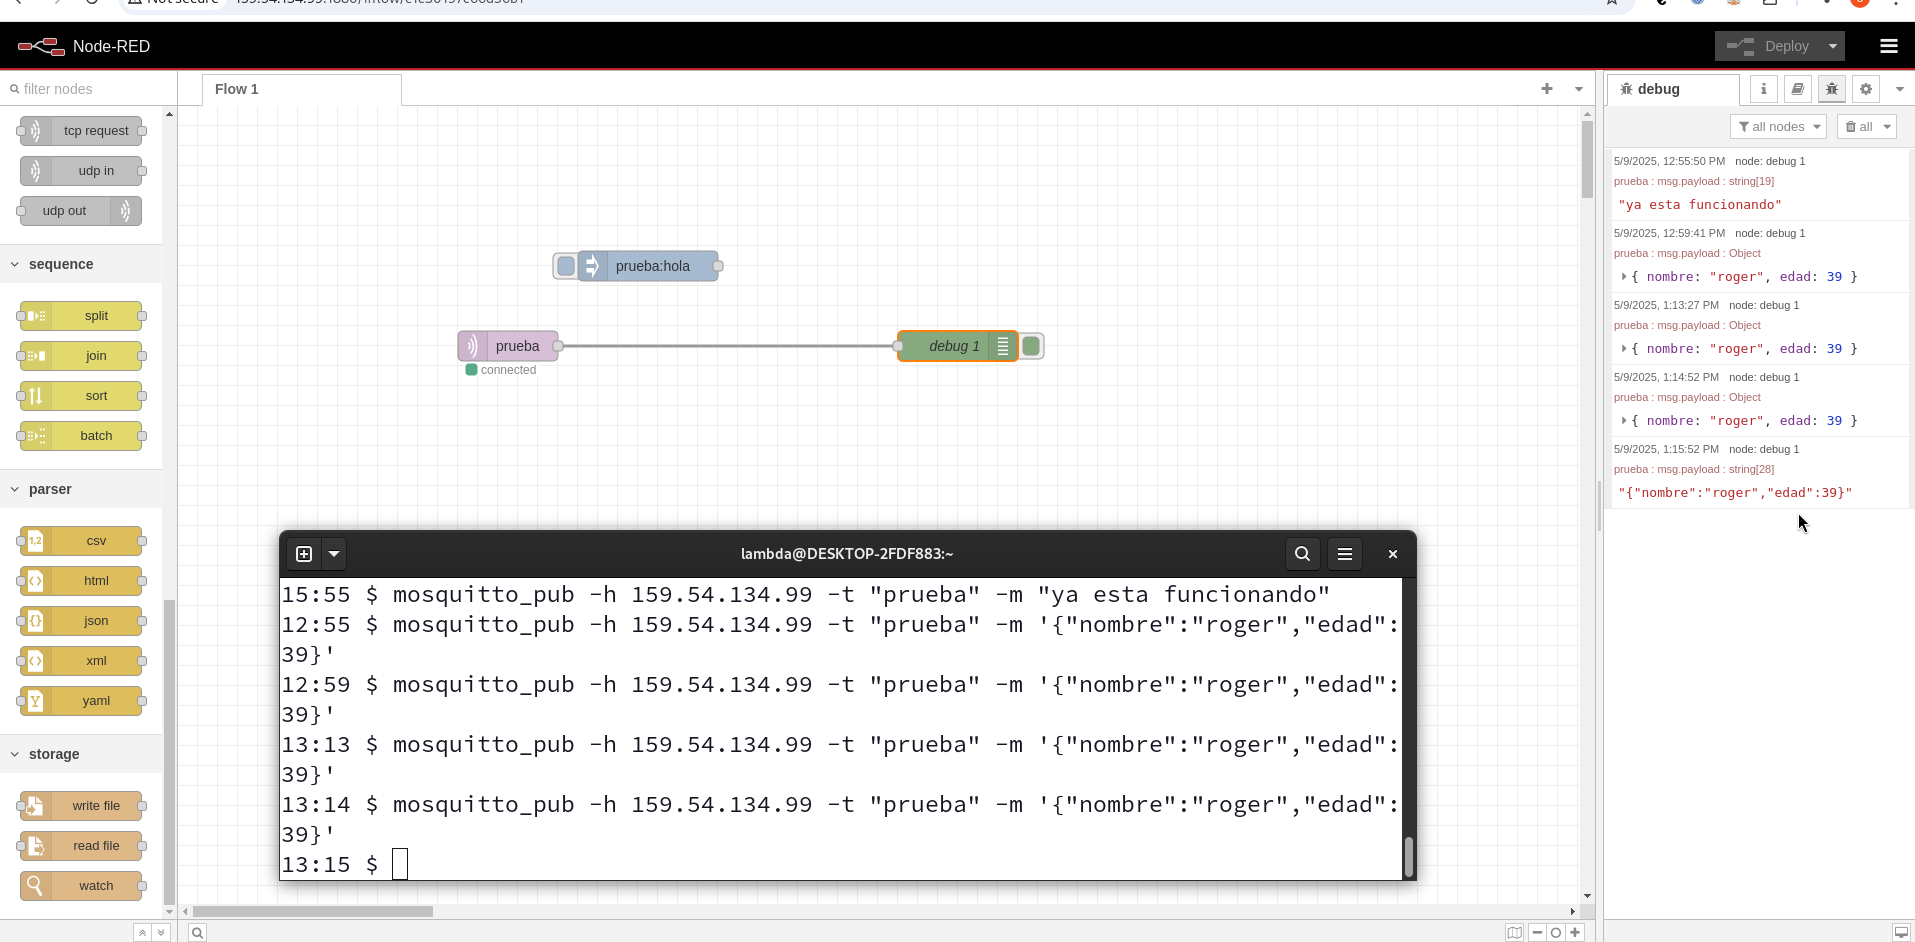 Node-RED
Deploy
filter nodes
Flow 1
debug
i
all nodes
all
tcp request
udp in
udp out
sequence
split
join
sort
batch
parser
csv
html
json
xml
yaml
storage
write file
read file
watch
prueba:hola
prueba
connected
debug 1
5/9/2025, 12:55:50 PM node: debug 1
prueba : msg.payload : string[19]
"ya esta funcionando"
5/9/2025, 12:59:41 PM node: debug 1
prueba : msg.payload : Object
{ nombre: "roger", edad: 39 }
5/9/2025, 1:13:27 PM node: debug 1
prueba : msg.payload : Object
{ nombre: "roger", edad: 39 }
5/9/2025, 1:14:52 PM node: debug 1
prueba : msg.payload : Object
{ nombre: "roger", edad: 39 }
5/9/2025, 1:15:52 PM node: debug 1
prueba : msg.payload : string[28]
"{"nombre":"roger","edad":39}"
lambda@DESKTOP-2FDF883:~
15:55 $ mosquitto_pub -h 159.54.134.99 -t "prueba" -m "ya esta funcionando"
12:55 $ mosquitto_pub -h 159.54.134.99 -t "prueba" -m '{"nombre":"roger","edad":
39}'
12:59 $ mosquitto_pub -h 159.54.134.99 -t "prueba" -m '{"nombre":"roger","edad":
39}'
13:13 $ mosquitto_pub -h 159.54.134.99 -t "prueba" -m '{"nombre":"roger","edad":
39}'
13:14 $ mosquitto_pub -h 159.54.134.99 -t "prueba" -m '{"nombre":"roger","edad":
39}'
13:15 $